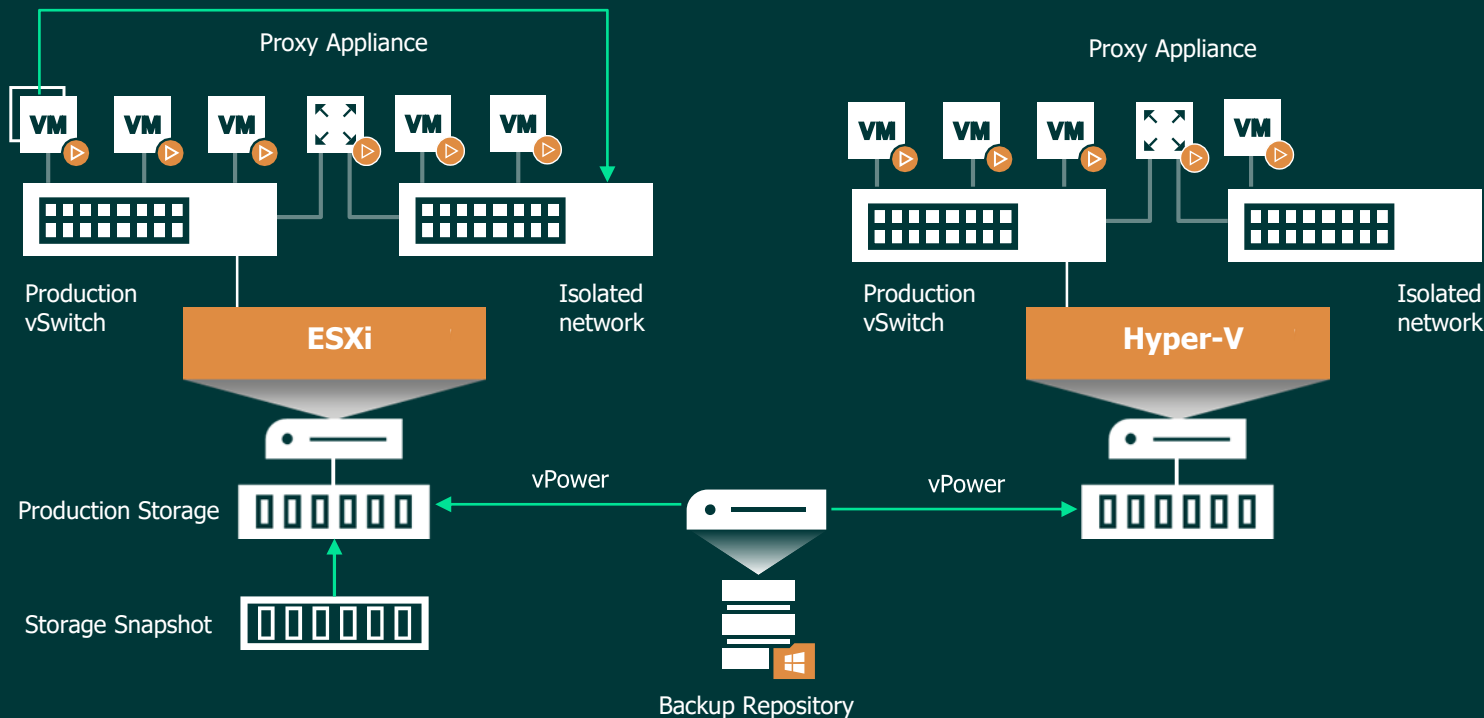 Proxy Appliance
VM
VM
VM
VM
VM
Production
vSwitch
Isolated
network
ESXi
Proxy Appliance
VM
VM
VM
VM
Production
vSwitch
Isolated
network
Hyper-V
Production Storage
vPower
vPower
Storage Snapshot
Backup Repository